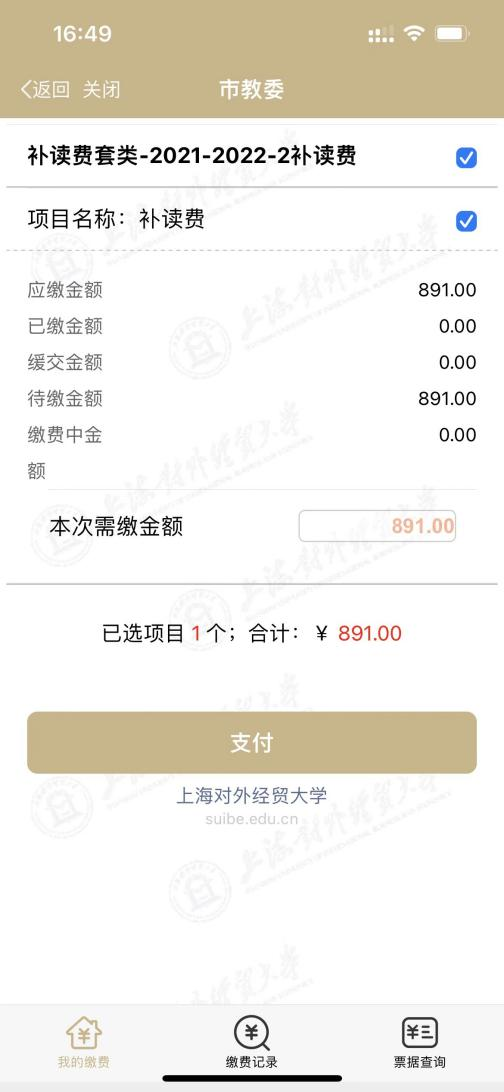 16:49
返回 关闭 市教委
补读费套类-2021-2022-2补读费
项目名称：补读费
应缴金额 891.00
已缴金额 0.00
缓交金额 0.00
待缴金额 891.00
缴费中金 0.00
额
本次需缴金额 891.00
已选项目 1 个；合计：￥ 891.00
支付
上海对外经贸大学
suibe.edu.cn
我的缴费 缴费记录 票据查询